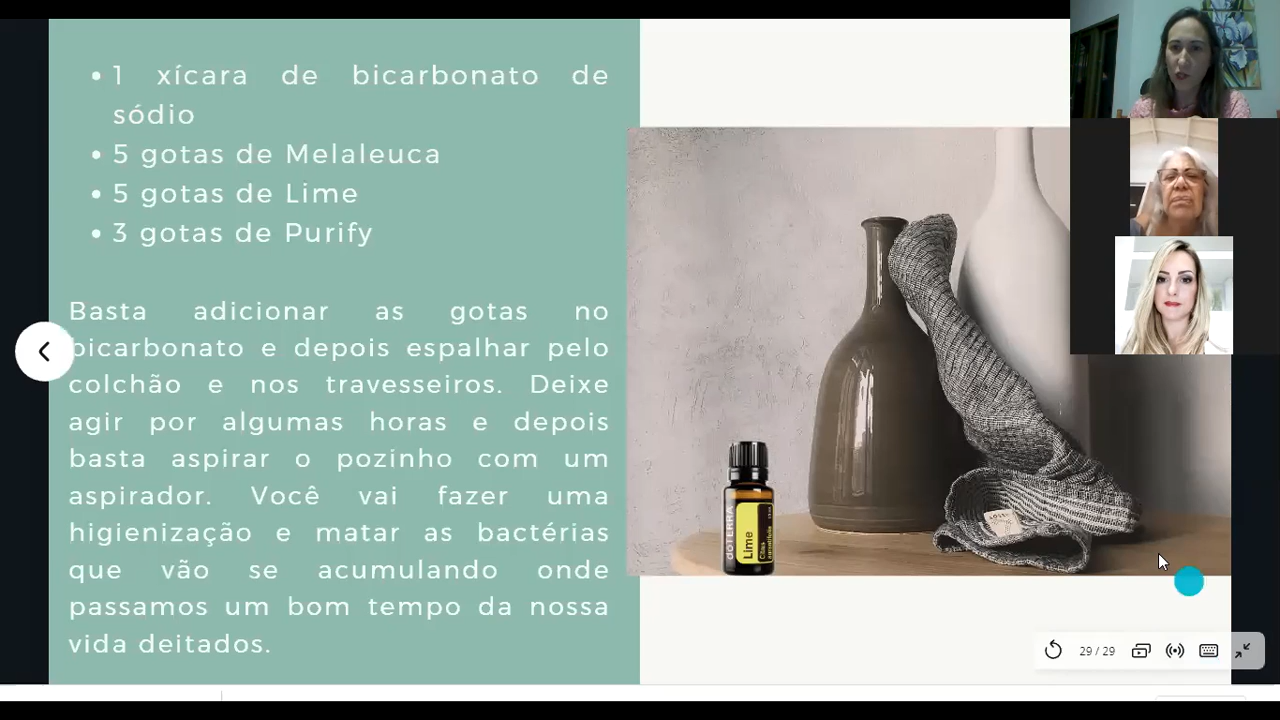 • 1 xícara de bicarbonato de
sódio
• 5 gotas de Melaleuca
• 5 gotas de Lime
• 3 gotas de Purify
Basta adicionar as gotas no
bicarbonato e depois espalhar pelo
colchão e nos travesseiros. Deixe
agir por algumas horas e depois
basta aspirar o pozinho com um
aspirador. Você vai fazer uma
higienização e matar as bactérias
que vão se acumulando onde
passamos um bom tempo da nossa
vida deitados.
dōTERRA
Lime
29 / 29